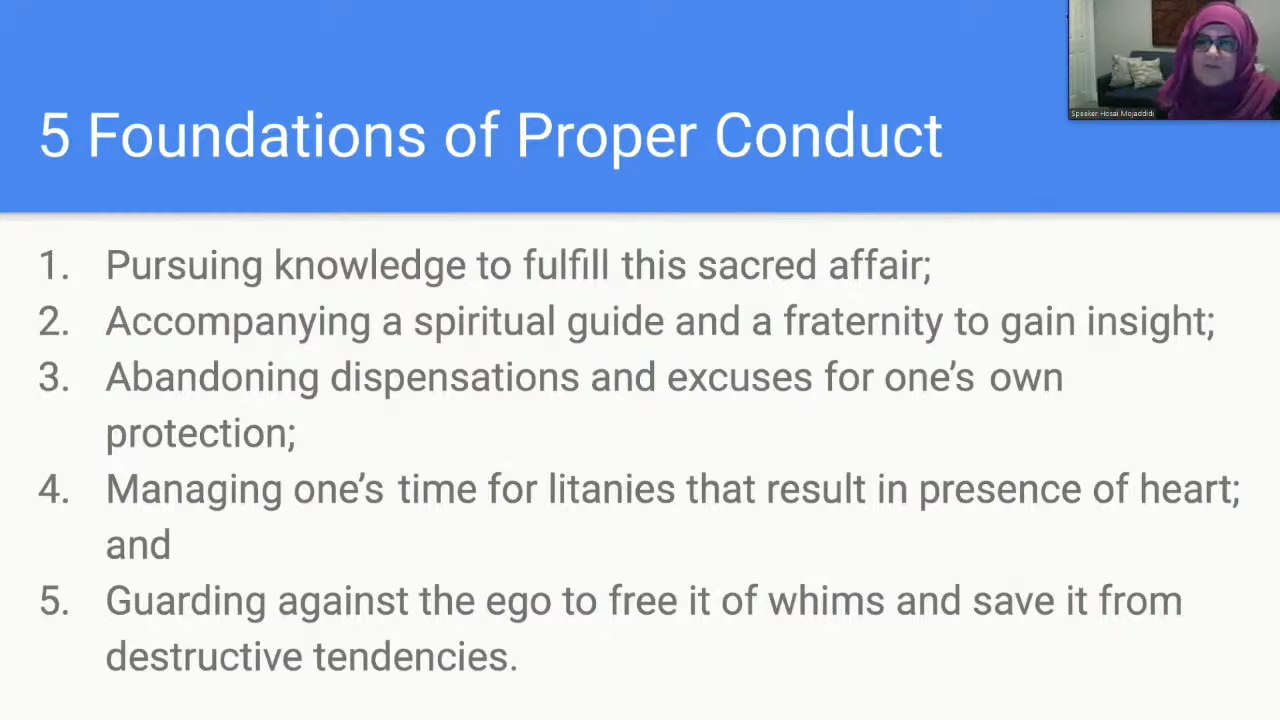 5 Foundations of Proper Conduct
Speaker Hosai Mojaddidi
1. Pursuing knowledge to fulfill this sacred affair;
2. Accompanying a spiritual guide and a fraternity to gain insight;
3. Abandoning dispensations and excuses for one’s own
protection;
4. Managing one’s time for litanies that result in presence of heart;
and
5. Guarding against the ego to free it of whims and save it from
destructive tendencies.